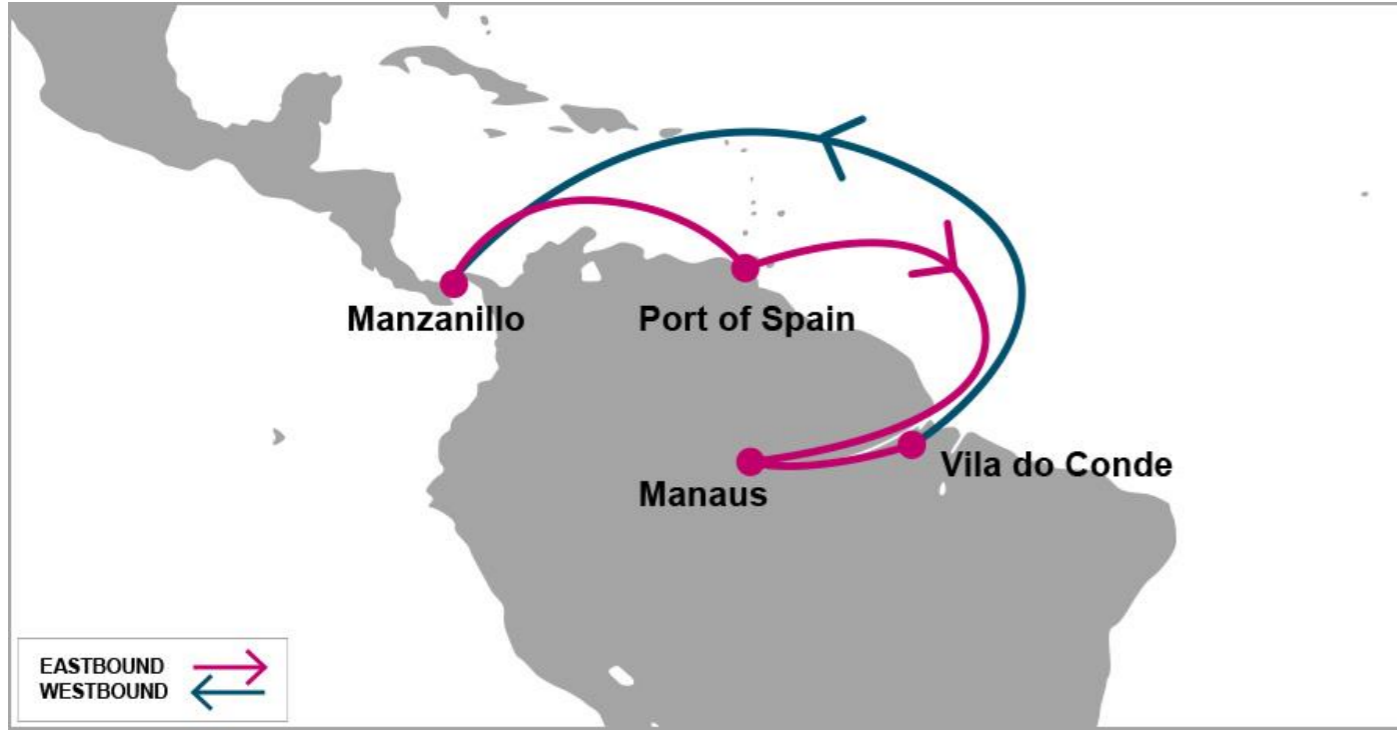 Manzanillo
Port of Spain
Manaus
Vila do Conde
EASTBOUND
WESTBOUND